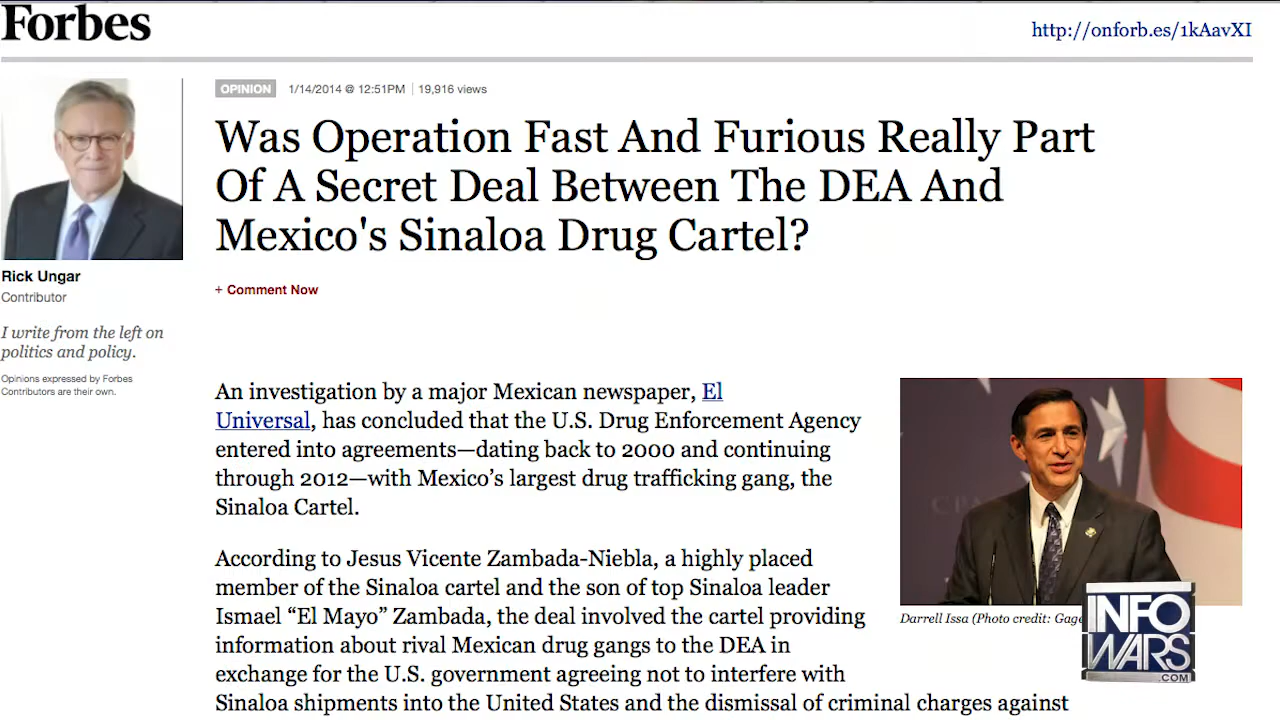 Forbes
http://onforb.es/1kAavXI
OPINION 1/14/2014 @ 12:51PM 19,916 views
Was Operation Fast And Furious Really Part
Of A Secret Deal Between The DEA And
Mexico's Sinaloa Drug Cartel?
+ Comment Now
Rick Ungar
Contributor
I write from the left on
politics and policy.
Opinions expressed by Forbes
Contributors are their own.
An investigation by a major Mexican newspaper, El
Universal, has concluded that the U.S. Drug Enforcement Agency
entered into agreements—dating back to 2000 and continuing
through 2012—with Mexico’s largest drug trafficking gang, the
Sinaloa Cartel.
According to Jesus Vicente Zambada-Niebla, a highly placed
member of the Sinaloa cartel and the son of top Sinaloa leader
Ismael “El Mayo” Zambada, the deal involved the cartel providing
information about rival Mexican drug gangs to the DEA in
exchange for the U.S. government agreeing not to interfere with
Sinaloa shipments into the United States and the dismissal of criminal charges against
Darrell Issa (Photo credit: Gage
INFO
WARS
.COM